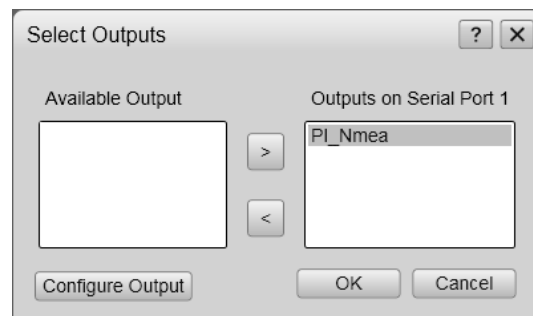 Select Outputs
?
X
Available Output
Outputs on Serial Port 1
PI_Nmea
>
<
Configure Output
OK
Cancel